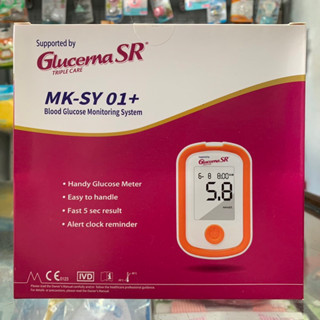 Supported by
Glucerna SR
TRIPLE CARE
MK-SY 01+
Blood Glucose Monitoring System
• Handy Glucose Meter
• Easy to handle
• Fast 5 sec result
• Alert clock reminder
Glucerna SR
6- 8 8:00
5.8
IVD